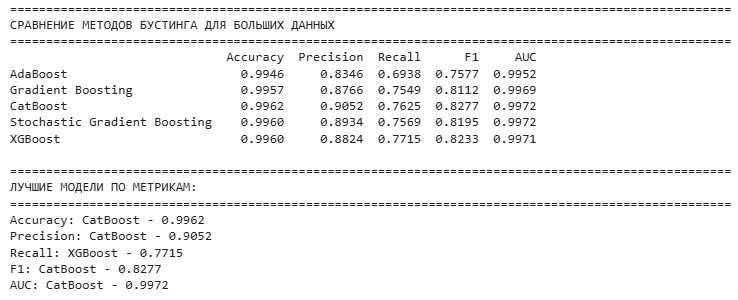 ================================================================================
СРАВНЕНИЕ МЕТОДОВ БУСТИНГА ДЛЯ БОЛЬШИХ ДАННЫХ
================================================================================
                              Accuracy  Precision  Recall      F1     AUC
AdaBoost                        0.9946     0.8346  0.6938  0.7577  0.9952
Gradient Boosting               0.9957     0.8766  0.7549  0.8112  0.9969
CatBoost                        0.9962     0.9052  0.7625  0.8277  0.9972
Stochastic Gradient Boosting    0.9960     0.8934  0.7569  0.8195  0.9972
XGBoost                         0.9960     0.8824  0.7715  0.8233  0.9971
================================================================================
ЛУЧШИЕ МОДЕЛИ ПО МЕТРИКАМ:
================================================================================
Accuracy: CatBoost - 0.9962
Precision: CatBoost - 0.9052
Recall: XGBoost - 0.7715
F1: CatBoost - 0.8277
AUC: CatBoost - 0.9972